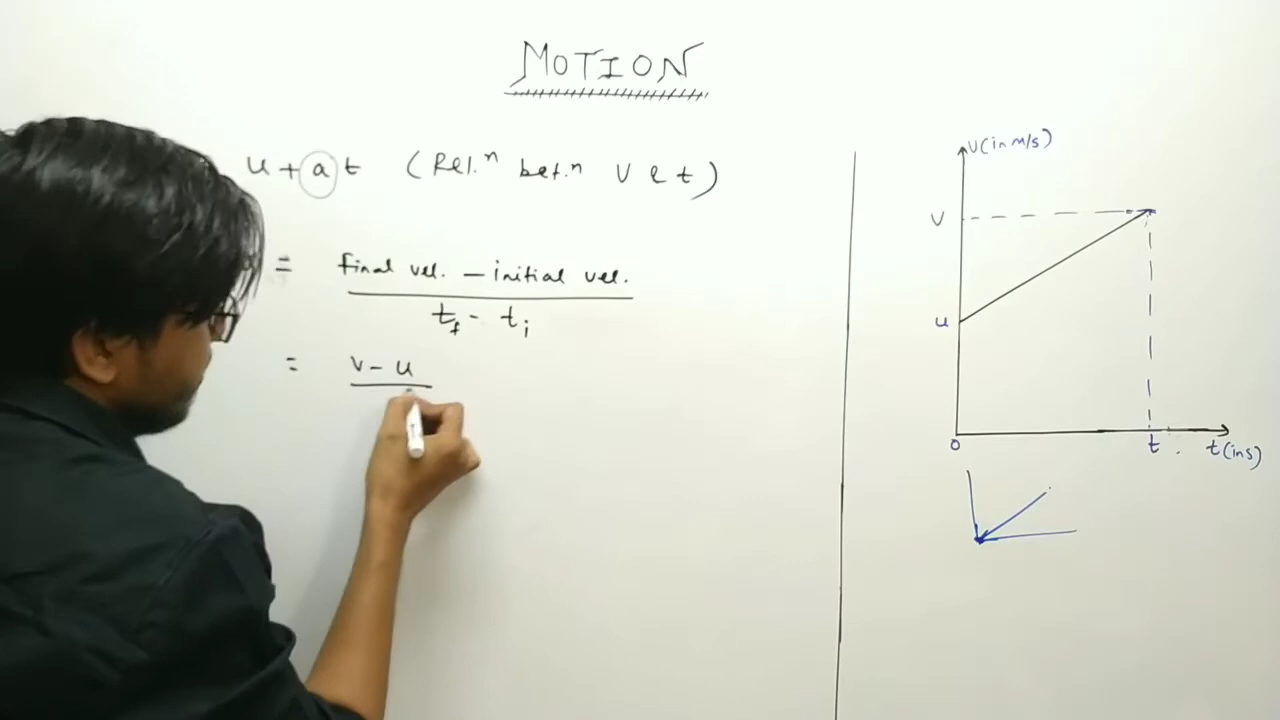 MOTION
u + a t (Rel.ⁿ bet.ⁿ V & t)
= final vel. – initial vel.
t_f - t_i
= v – u
V (in m/s)
V
u
0
t
t (in s)